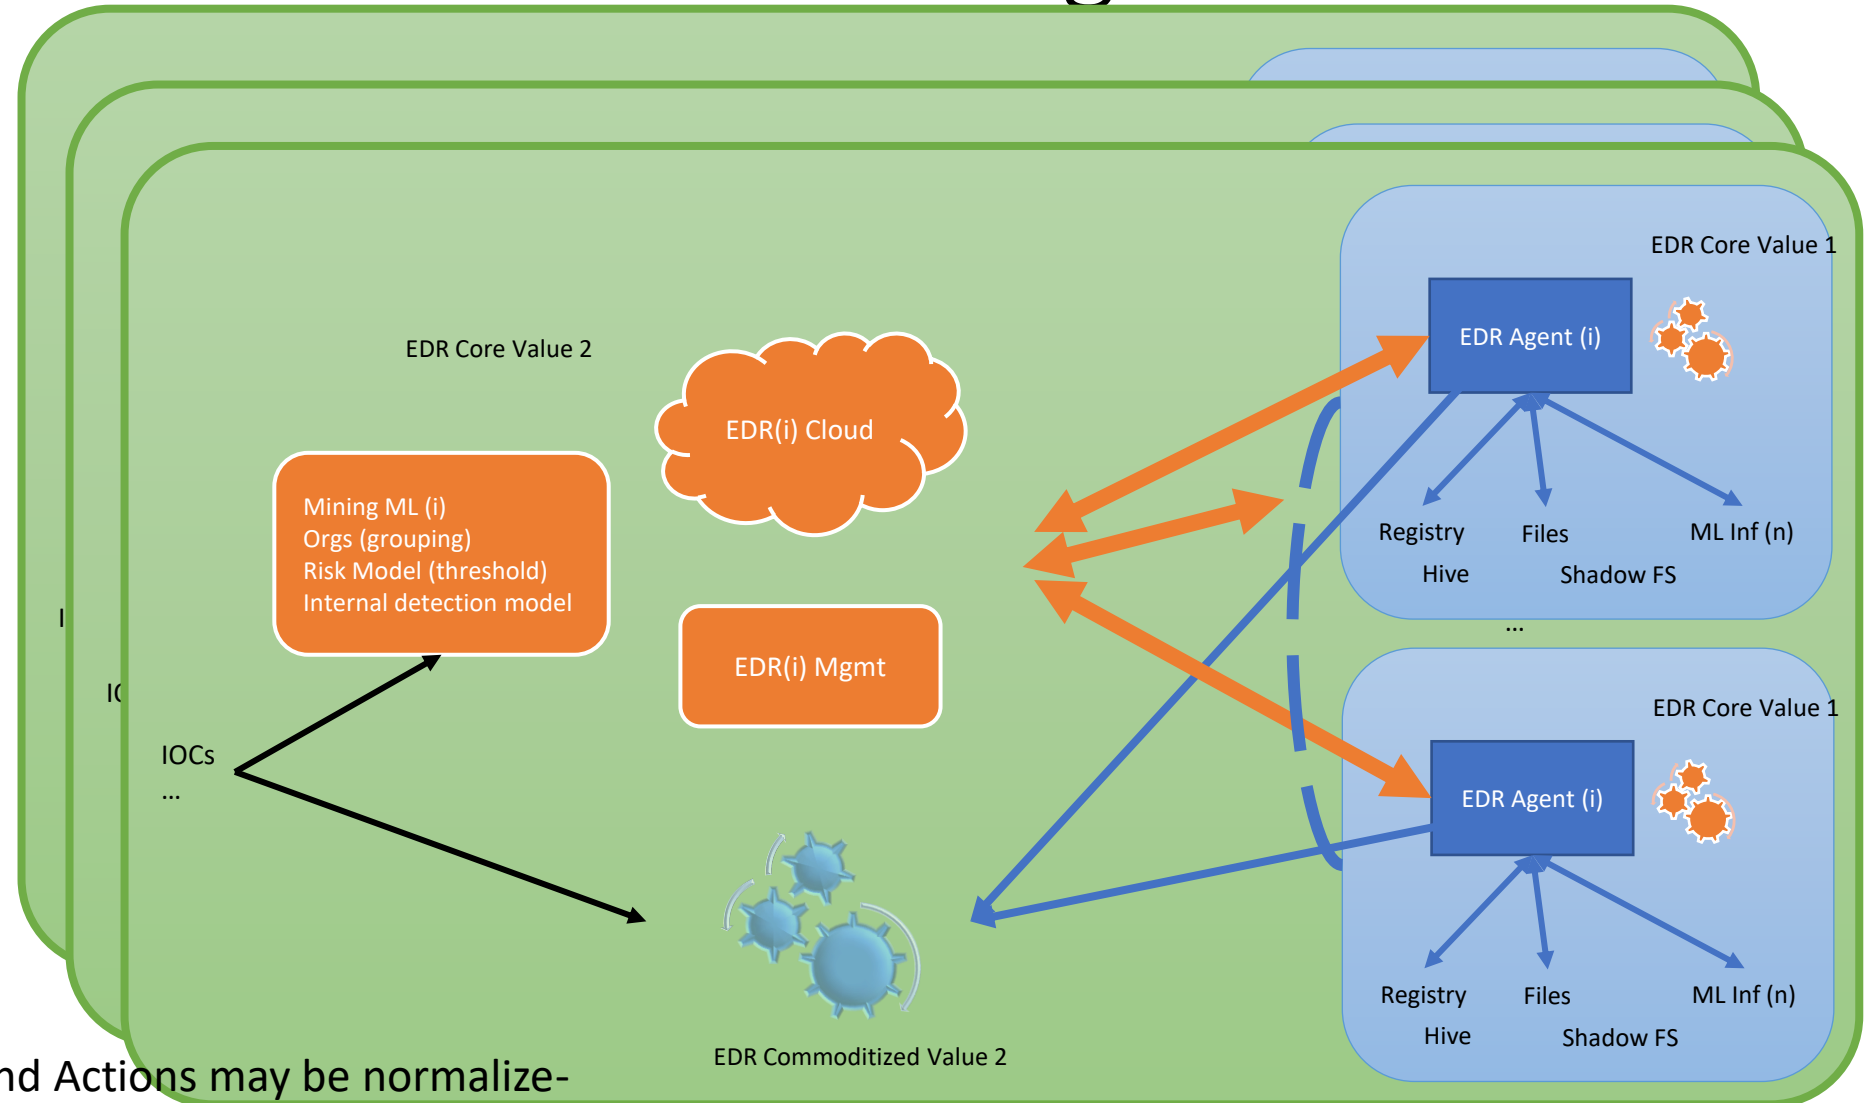 EDR Core Value 1
EDR Agent (i)
EDR Core Value 2
EDR(i) Cloud
Mining ML (i)
Orgs (grouping)
Risk Model (threshold)
Internal detection model
Registry
Files
ML Inf (n)
Hive
Shadow FS
...
EDR(i) Mgmt
EDR Core Value 1
IOCs
...
EDR Agent (i)
Registry
Files
ML Inf (n)
Hive
Shadow FS
EDR Commoditized Value 2
Actions may be normalize-